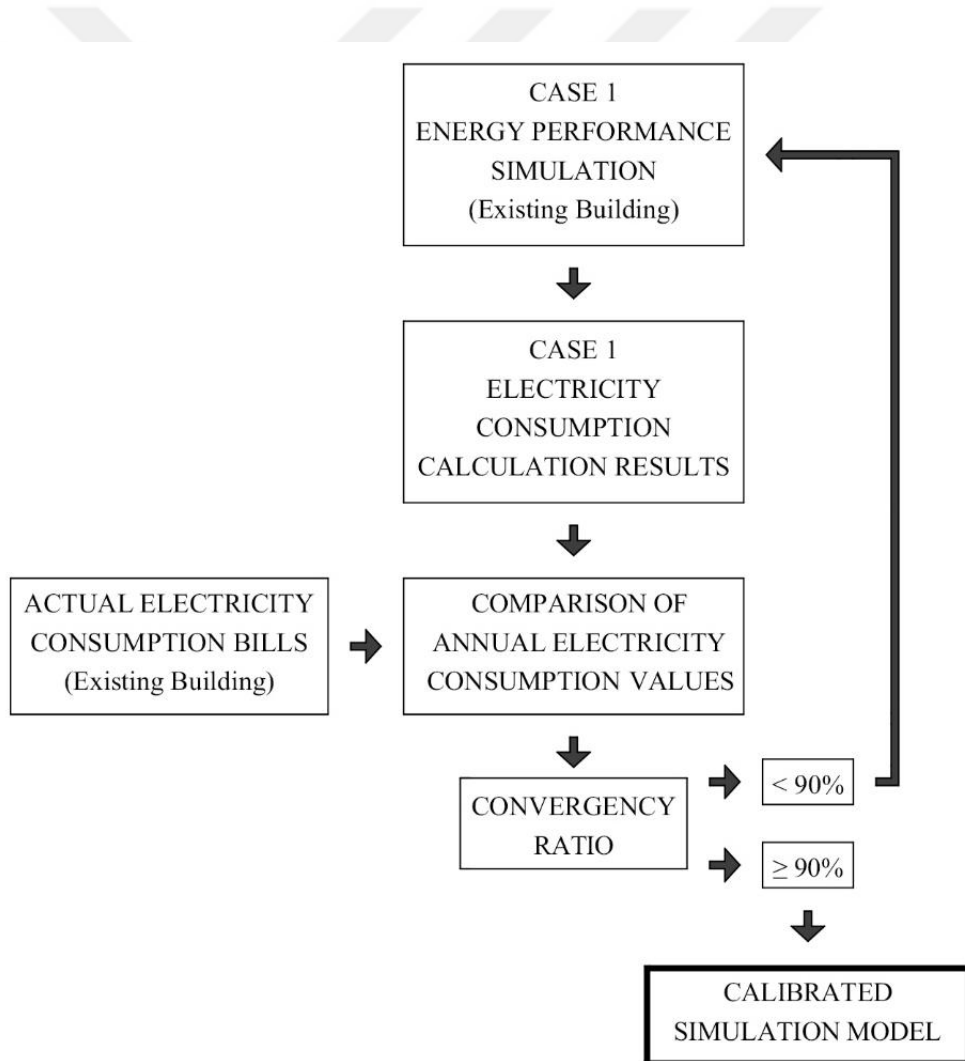 CASE 1
ENERGY PERFORMANCE
SIMULATION
(Existing Building)
CASE 1
ELECTRICITY
CONSUMPTION
CALCULATION RESULTS
ACTUAL ELECTRICITY
CONSUMPTION BILLS
(Existing Building)
COMPARISON OF
ANNUAL ELECTRICITY
CONSUMPTION VALUES
CONVERGENCY
RATIO
< 90%
≥ 90%
CALIBRATED
SIMULATION MODEL